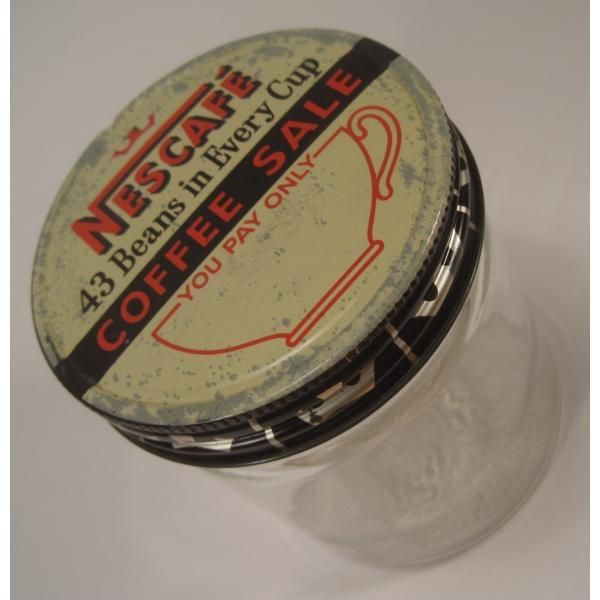 NESCAFÉ
43 Beans in Every Cup
COFFEE SALE
YOU PAY ONLY